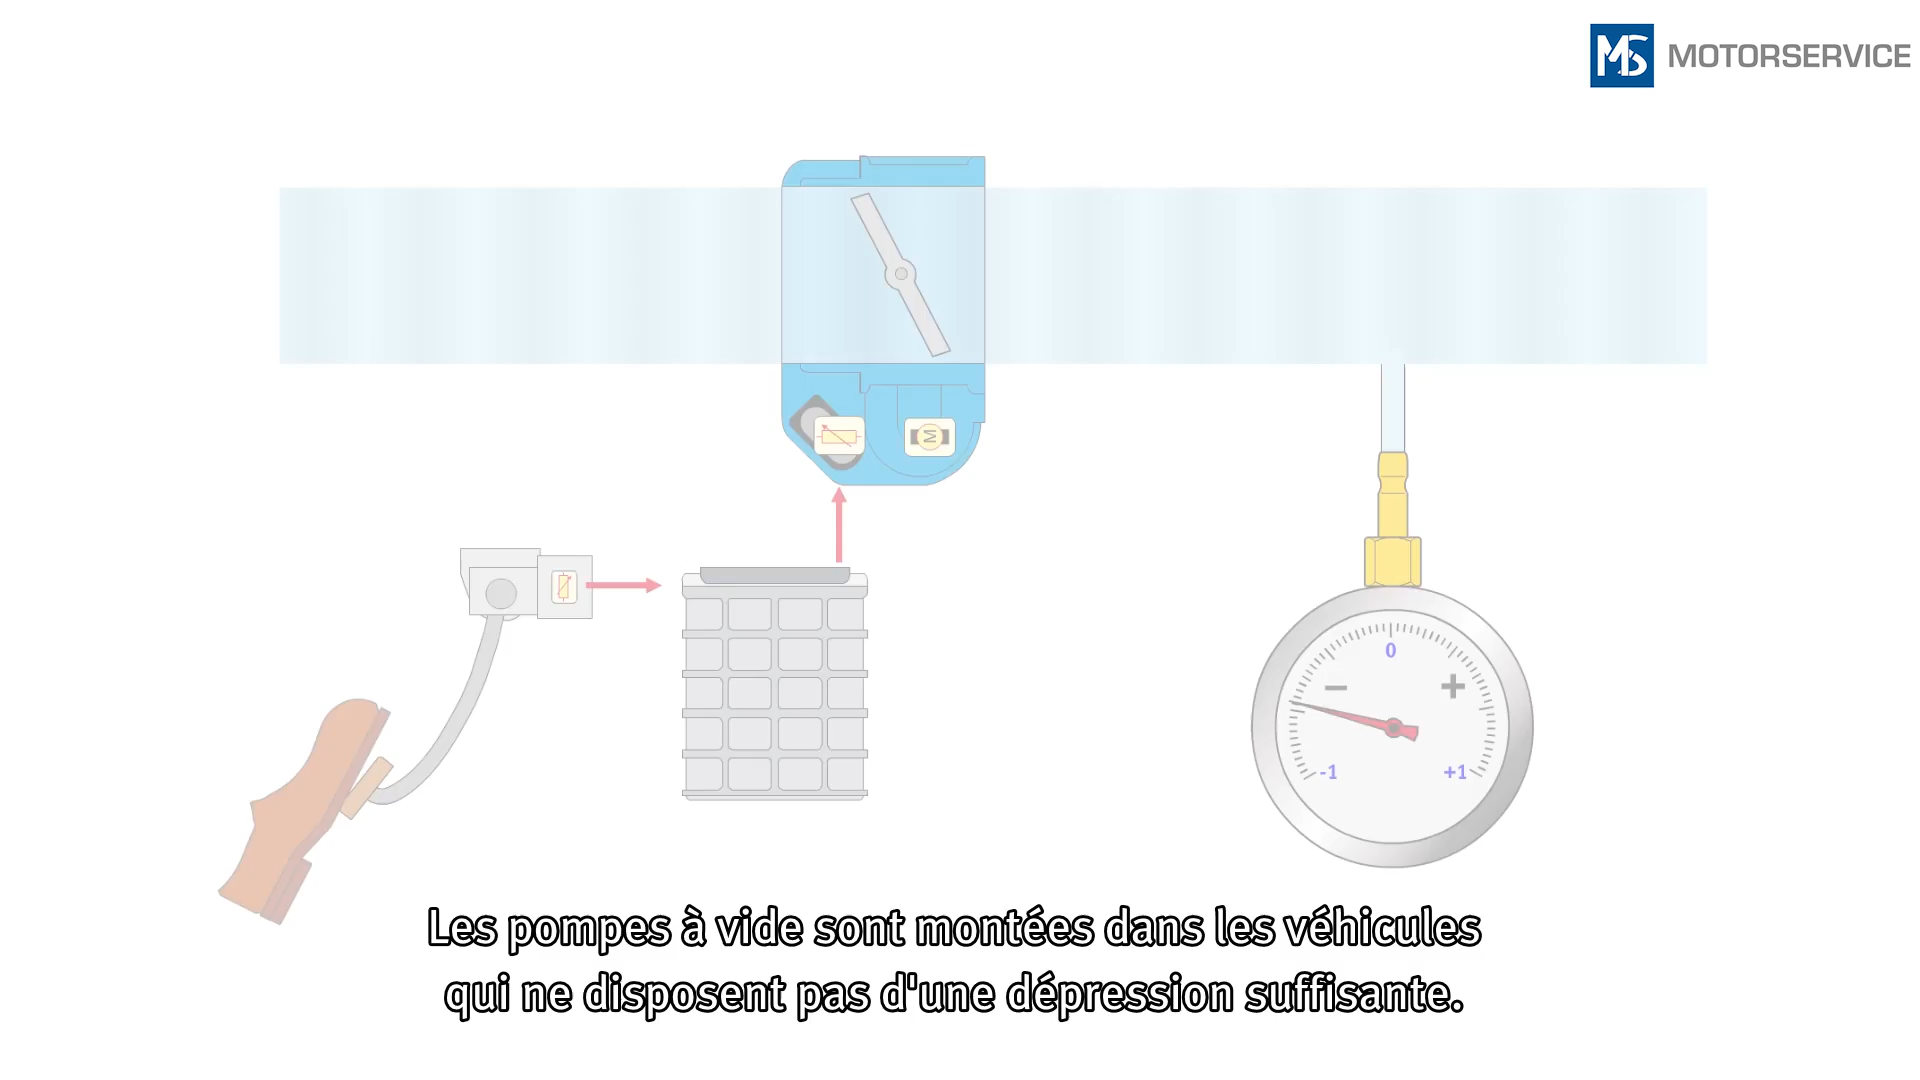 MS MOTORSERVICE
M
0
− +
-1 +1
Les pompes à vide sont montées dans les véhicules
qui ne disposent pas d'une dépression suffisante.